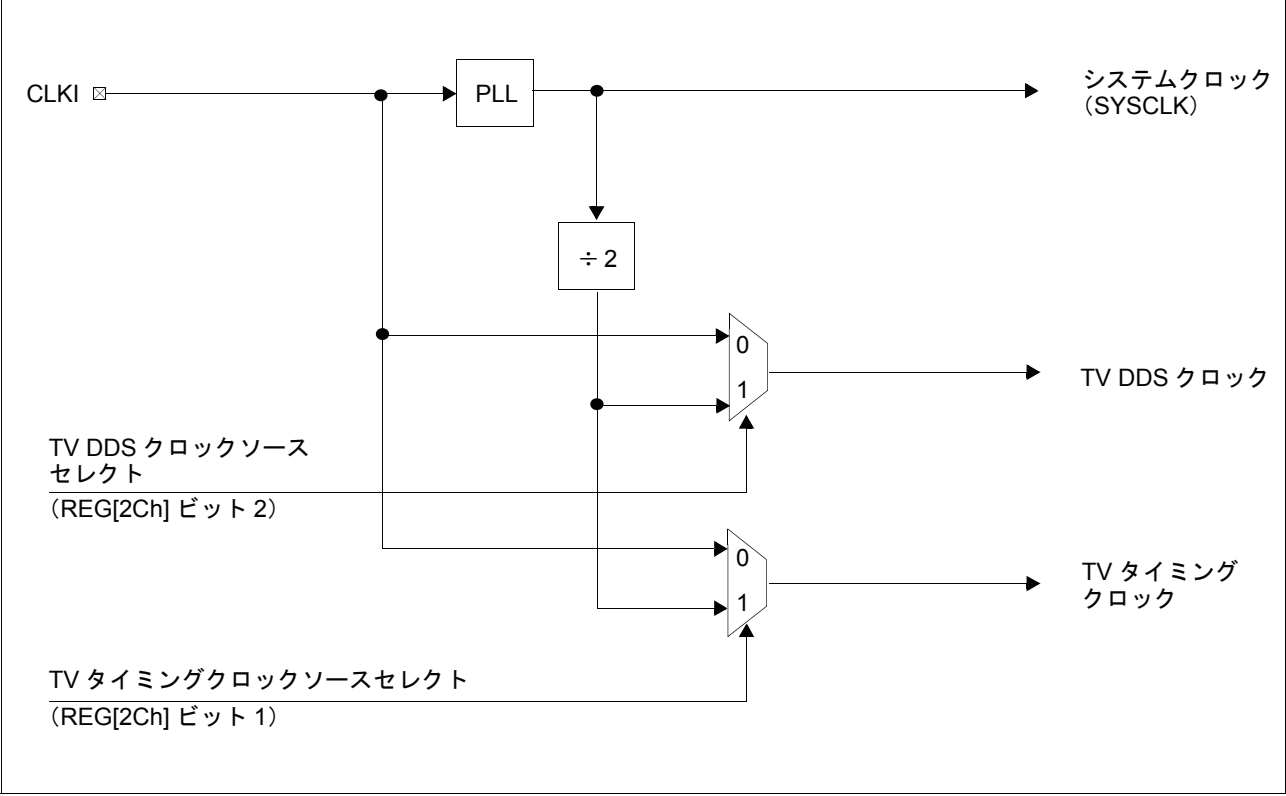 CLKI
PLL
システムクロック
（SYSCLK）
÷ 2
0
1
TV DDS クロック
TV DDS クロックソース
セレクト
（REG[2Ch] ビット 2）
0
1
TV タイミング
クロック
TV タイミングクロックソースセレクト
（REG[2Ch] ビット 1）